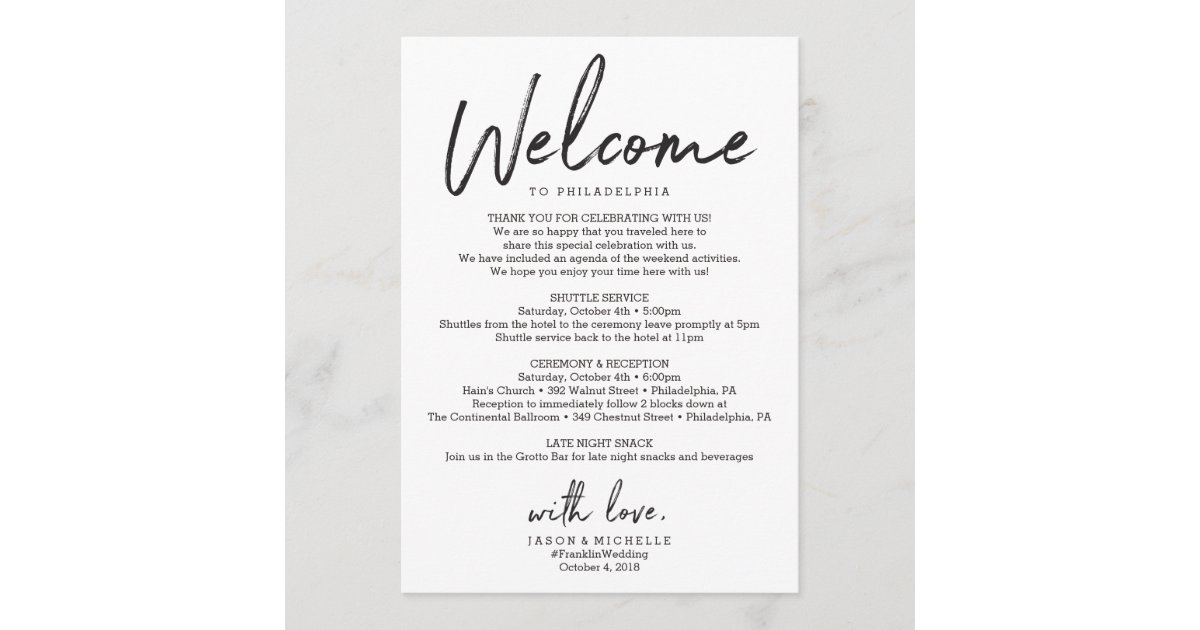 Welcome
TO PHILADELPHIA
THANK YOU FOR CELEBRATING WITH US!
We are so happy that you traveled here to
share this special celebration with us.
We have included an agenda of the weekend activities.
We hope you enjoy your time here with us!
SHUTTLE SERVICE
Saturday, October 4th • 5:00pm
Shuttles from the hotel to the ceremony leave promptly at 5pm
Shuttle service back to the hotel at 11pm
CEREMONY & RECEPTION
Saturday, October 4th • 6:00pm
Hain's Church • 392 Walnut Street • Philadelphia, PA
Reception to immediately follow 2 blocks down at
The Continental Ballroom • 349 Chestnut Street • Philadelphia, PA
LATE NIGHT SNACK
Join us in the Grotto Bar for late night snacks and beverages
with love,
JASON & MICHELLE
#FranklinWedding
October 4, 2018